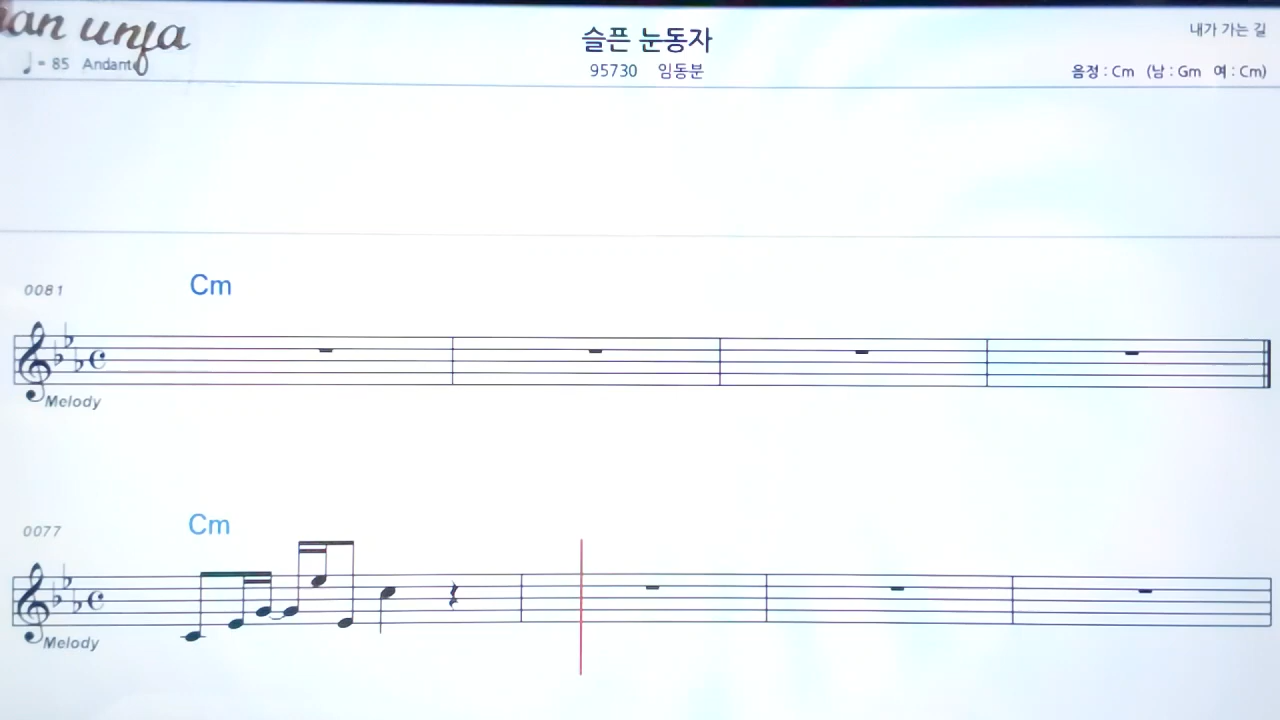 an unfa
슬픈 눈동자
내가 가는 길
♩ = 85 Andant
95730 임동분
음정 : Cm (남 : Gm 여 : Cm)
0081 Cm
Melody
0077 Cm
Melody